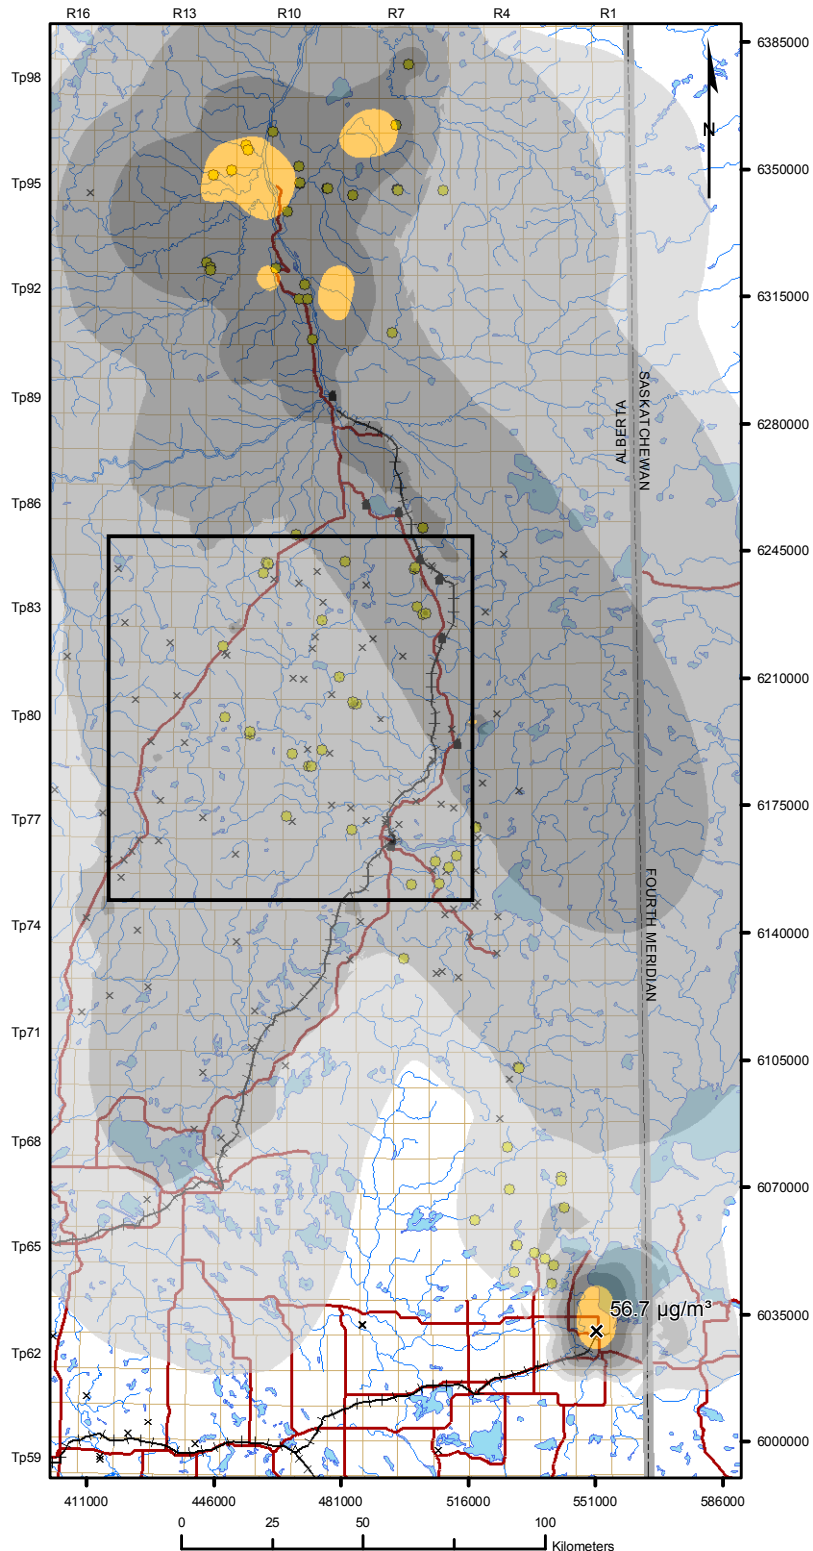 R16 R13 R10 R7 R4 R1
6385000
Tp98
N
6350000
Tp95
Tp92
6315000
Tp89
SASKATCHEWAN
ALBERTA
6280000
Tp86
6245000
Tp83
6210000
Tp80
6175000
Tp77
FOURTH MERIDIAN
Tp74
6140000
Tp71
6105000
Tp68
6070000
Tp65
56.7 µg/m³
6035000
Tp62
6000000
Tp59
411000 446000 481000 516000 551000 586000
0 25 50 100
Kilometers